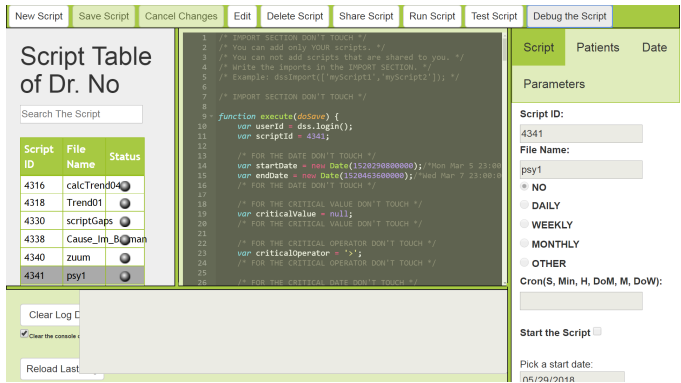 New Script Save Script Cancel Changes Edit Delete Script Share Script Run Script Test Script Debug the Script
Script Table
of Dr. No
Search The Script
Script ID File Name Status
4316 calcTrend04
4318 Trend01
4330 scriptGaps
4338 Cause_Im_B man
4340 zuum
4341 psy1
1 /* IMPORT SECTION DON'T TOUCH */
2 /* You can add only YOUR scripts. */
3 /* You can not add scripts that are shared to you. */
4 /* Write the imports in the IMPORT SECTION. */
5 /* Example: dssImport(['myScript1','myScript2']); */
6
7 /* IMPORT SECTION DON'T TOUCH */
8
9 function execute(doSave) {
10 var userId = dss.login();
11 var scriptId = 4341;
12
13 /* FOR THE DATE DON'T TOUCH */
14 var startDate = new Date(1520290800000);/*Mon Mar 5 23:00
15 var endDate = new Date(1520463600000);/*Wed Mar 7 23:00:0
16 /* FOR THE DATE DON'T TOUCH */
17
18 /* FOR THE CRITICAL VALUE DON'T TOUCH */
19 var criticalValue = null;
20 /* FOR THE CRITICAL VALUE DON'T TOUCH */
21
22 /* FOR THE CRITICAL OPERATOR DON'T TOUCH */
23 var criticalOperator = '>';
24 /* FOR THE CRITICAL OPERATOR DON'T TOUCH */
25
26 /* FOR THE CRITICAL DATE DON'T TOUCH */
Script Patients Date
Parameters
Script ID:
4341
File Name:
psy1
NO
DAILY
WEEKLY
MONTHLY
OTHER
Cron(S, Min, H, DoM, M,
DoW):
Start the Script
Pick a start date:
05/29/2018
Clear Log D
Clear the console
Reload Last